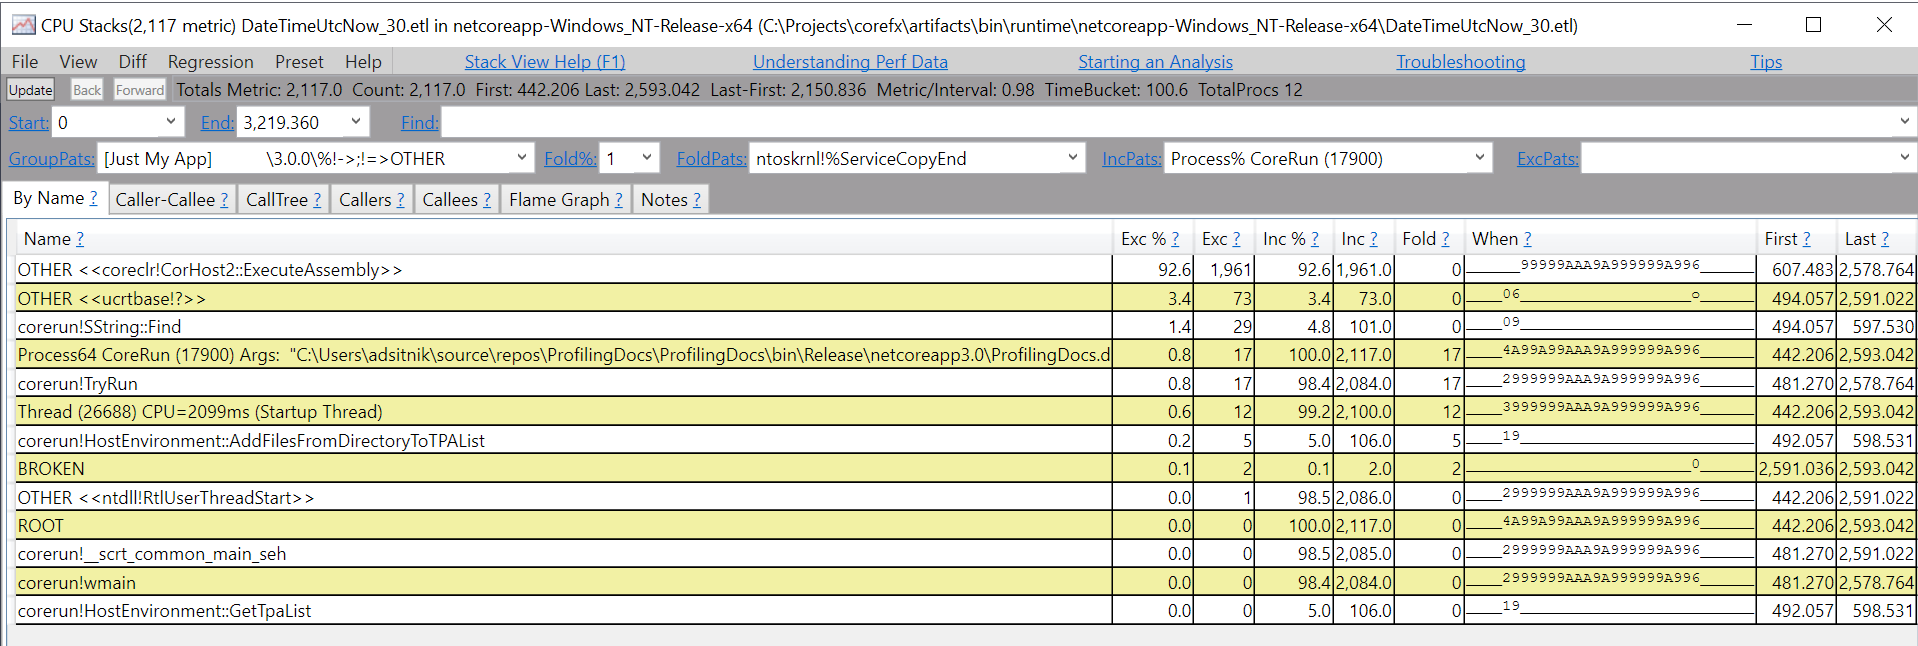 CPU Stacks(2,117 metric) DateTimeUtcNow_30.etl in netcoreapp-Windows_NT-Release-x64 (C:\Projects\corefx\artifacts\bin\runtime\netcoreapp-Windows_NT-Release-x64\DateTimeUtcNow_30.etl)
File View Diff Regression Preset Help Stack View Help (F1) Understanding Perf Data Starting an Analysis Troubleshooting Tips
Update Back Forward Totals Metric: 2,117.0 Count: 2,117.0 First: 442.206 Last: 2,593.042 Last-First: 2,150.836 Metric/Interval: 0.98 TimeBucket: 100.6 TotalProcs 12
Start: 0 End: 3,219.360 Find:
GroupPats: [Just My App] \3.0.0\%!->;!=>OTHER Fold%: 1 FoldPats: ntoskrnl!%ServiceCopyEnd IncPats: Process% CoreRun (17900) ExcPats:
By Name ? Caller-Callee ? CallTree ? Callers ? Callees ? Flame Graph ? Notes ?
Name ? Exc % ? Exc ? Inc % ? Inc ? Fold ? When ? First ? Last ?
OTHER <<coreclr!CorHost2::ExecuteAssembly>> 92.6 1,961 92.6 1,961.0 0 ______99999AAA9A999999A996______ 607.483 2,578.764
OTHER <<ucrtbase!?>> 3.4 73 3.4 73.0 0 ____06___________________o______ 494.057 2,591.022
corerun!SString::Find 1.4 29 4.8 101.0 0 ____09__________________________ 494.057 597.530
Process64 CoreRun (17900) Args: "C:\Users\adsitnik\source\repos\ProfilingDocs\ProfilingDocs\bin\Release\netcoreapp3.0\ProfilingDocs.d 0.8 17 100.0 2,117.0 17 ____4A99A99AAA9A999999A996______ 442.206 2,593.042
corerun!TryRun 0.8 17 98.4 2,084.0 17 ____2999999AAA9A999999A996______ 481.270 2,578.764
Thread (26688) CPU=2099ms (Startup Thread) 0.6 12 99.2 2,100.0 12 ____3999999AAA9A999999A996______ 442.206 2,593.042
corerun!HostEnvironment::AddFilesFromDirectoryToTPAList 0.2 5 5.0 106.0 5 ____19__________________________ 492.057 598.531
BROKEN 0.1 2 0.1 2.0 2 _________________________0______ 2,591.036 2,593.042
OTHER <<ntdll!RtlUserThreadStart>> 0.0 1 98.5 2,086.0 0 ____2999999AAA9A999999A996______ 442.206 2,591.022
ROOT 0.0 0 100.0 2,117.0 0 ____4A99A99AAA9A999999A996______ 442.206 2,593.042
corerun!__scrt_common_main_seh 0.0 0 98.5 2,085.0 0 ____2999999AAA9A999999A996______ 481.270 2,591.022
corerun!wmain 0.0 0 98.4 2,084.0 0 ____2999999AAA9A999999A996______ 481.270 2,578.764
corerun!HostEnvironment::GetTpaList 0.0 0 5.0 106.0 0 ____19__________________________ 492.057 598.531